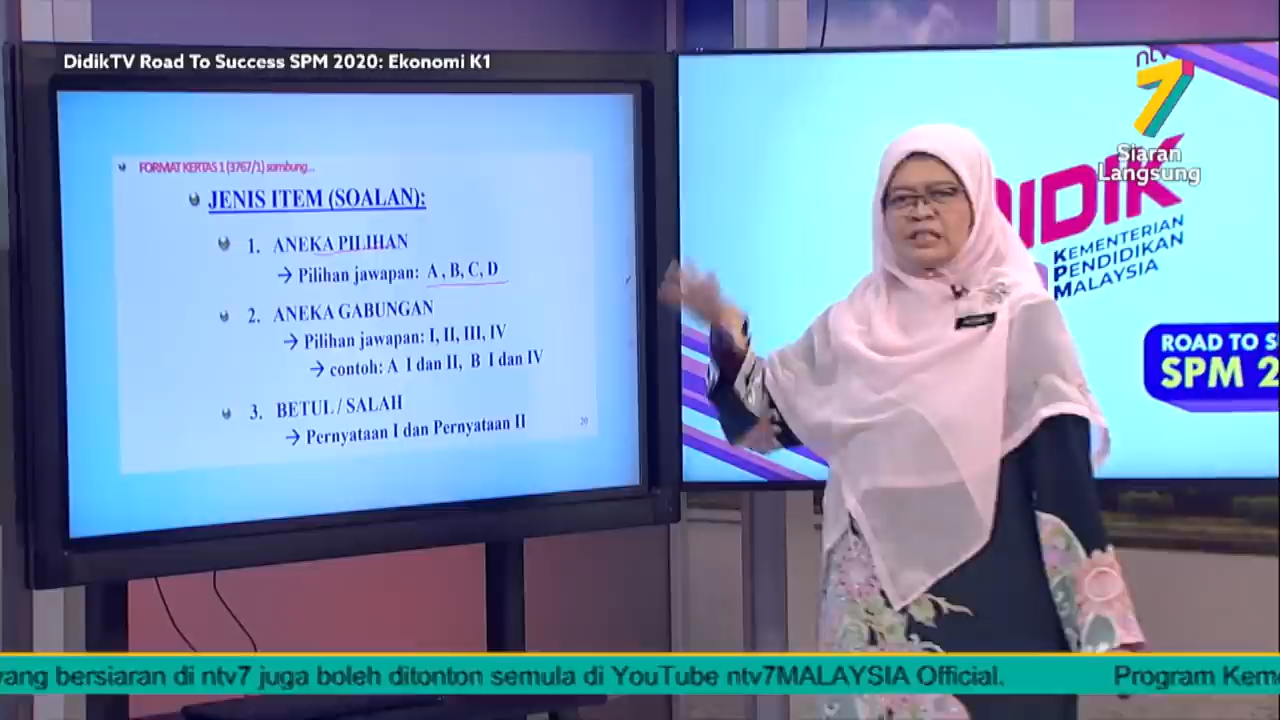 DidikTV Road To Success SPM 2020: Ekonomi K1
FORMAT KERTAS 1 (3767/1) sambung...
JENIS ITEM (SOALAN):
1. ANEKA PILIHAN
→ Pilihan jawapan: A , B, C, D
2. ANEKA GABUNGAN
→ Pilihan jawapan: I, II, III, IV
→ contoh: A I dan II, B I dan IV
3. BETUL / SALAH
→ Pernyataan I dan Pernyataan II
20
ntv7
Siaran
Langsung
DIDIK
KEMENTERIAN
PENDIDIKAN
MALAYSIA
ROAD TO S
SPM 2
yang bersiaran di ntv7 juga boleh ditonton semula di YouTube ntv7MALAYSIA Official. Program Keme